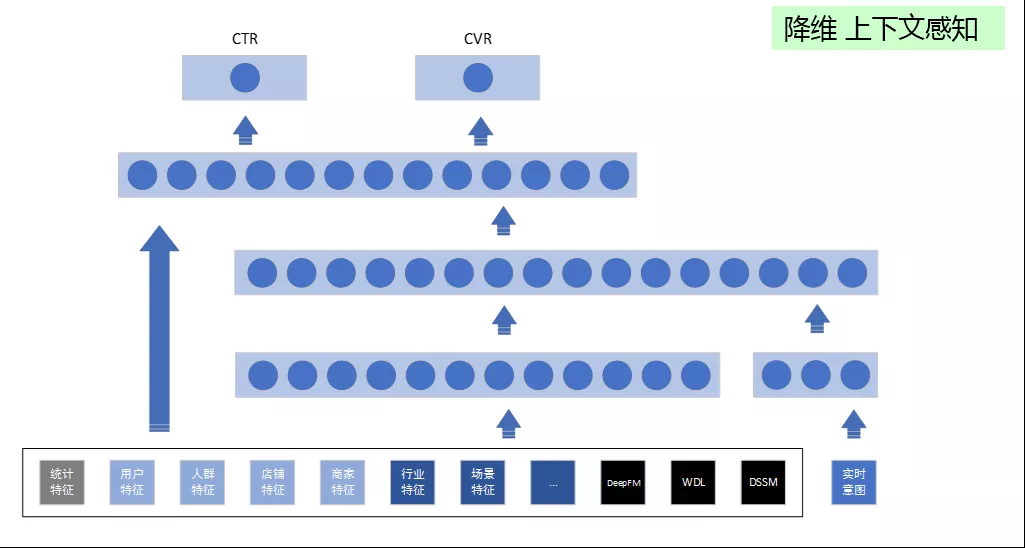 降维 上下文感知
CTR
CVR
统计
特征
用户
特征
人群
特征
店铺
特征
商家
特征
行业
特征
场景
特征
...
DeepFM
WDL
DSSM
实时
意图